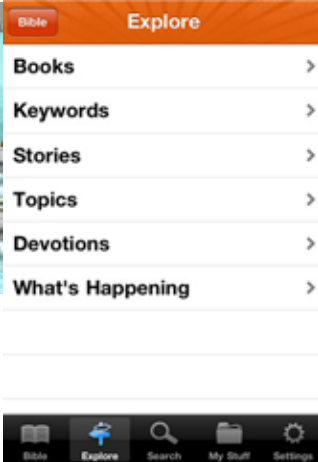 Bible
Explore
Books
Keywords
Stories
Topics
Devotions
What's Happening
Bible Explore Search My Stuff Settings